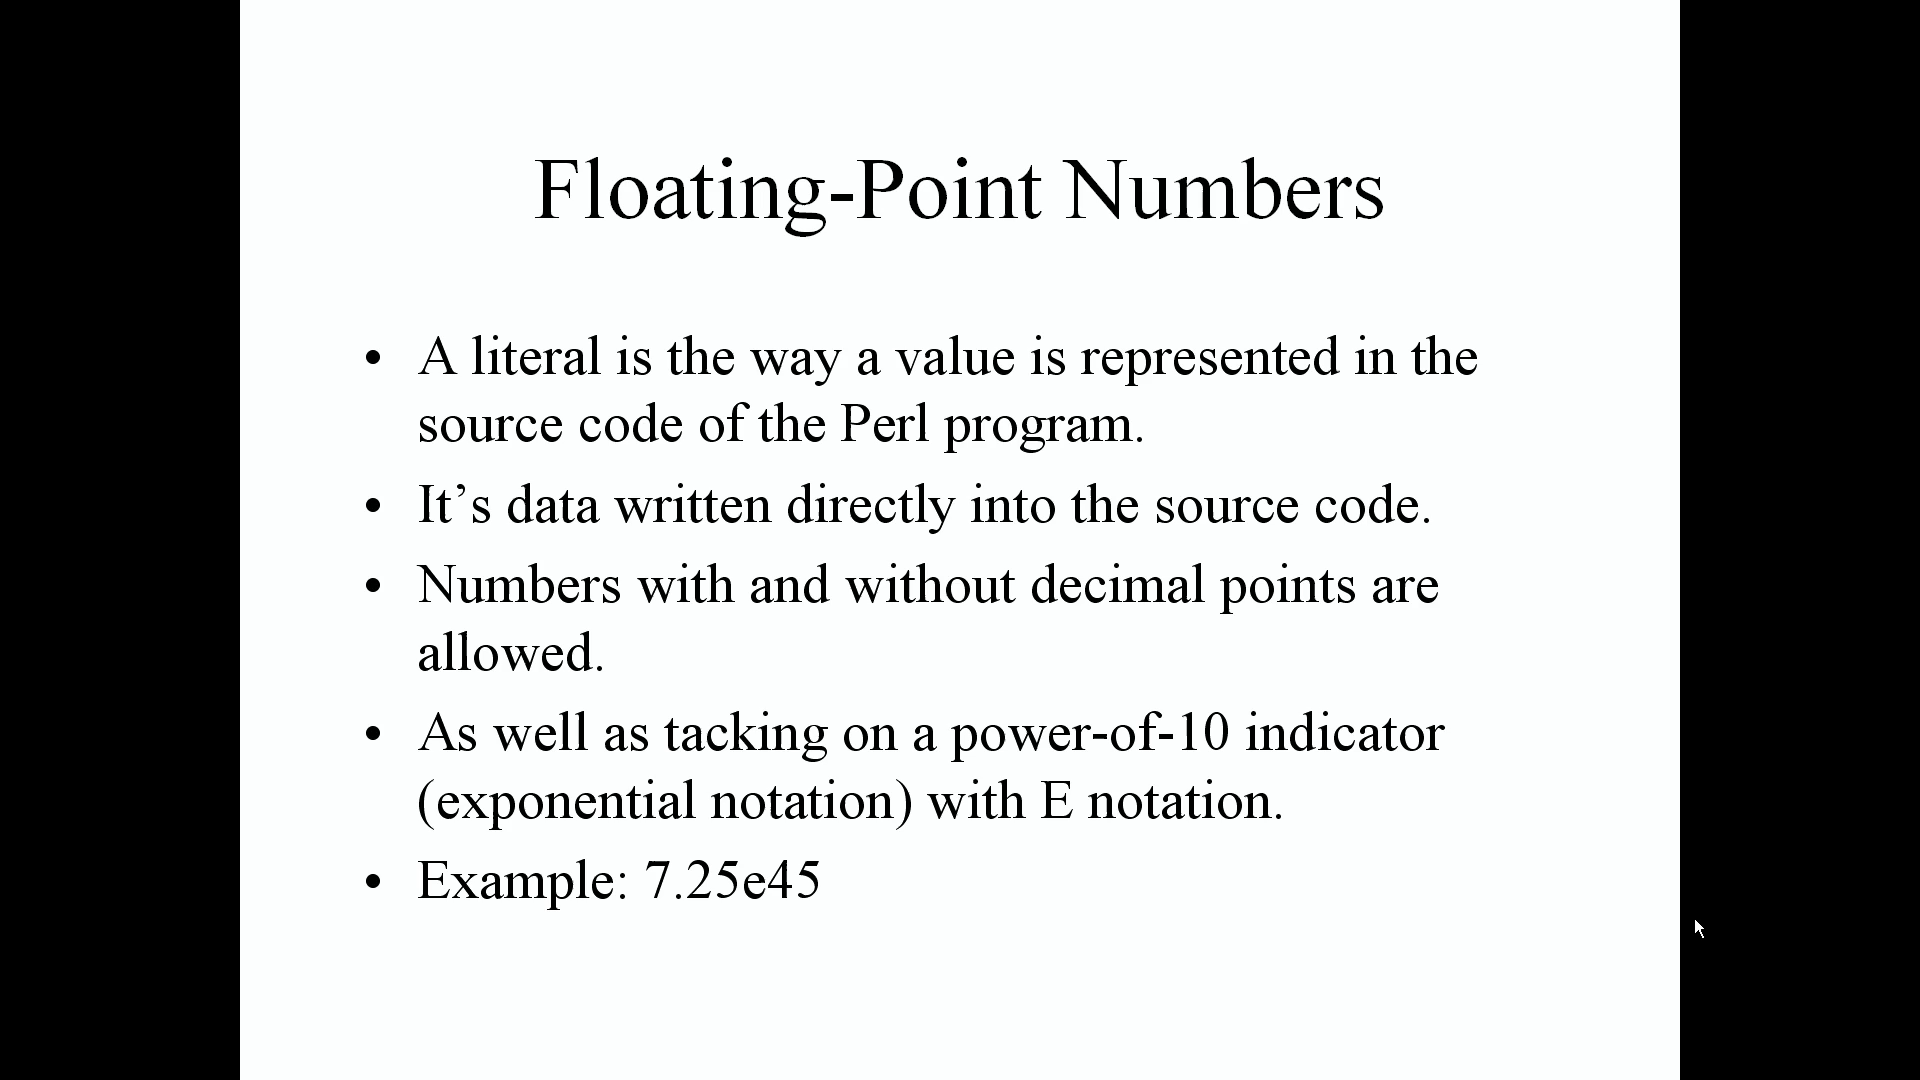 Floating-Point Numbers
• A literal is the way a value is represented in the
source code of the Perl program.
• It’s data written directly into the source code.
• Numbers with and without decimal points are
allowed.
• As well as tacking on a power-of-10 indicator
(exponential notation) with E notation.
• Example: 7.25e45